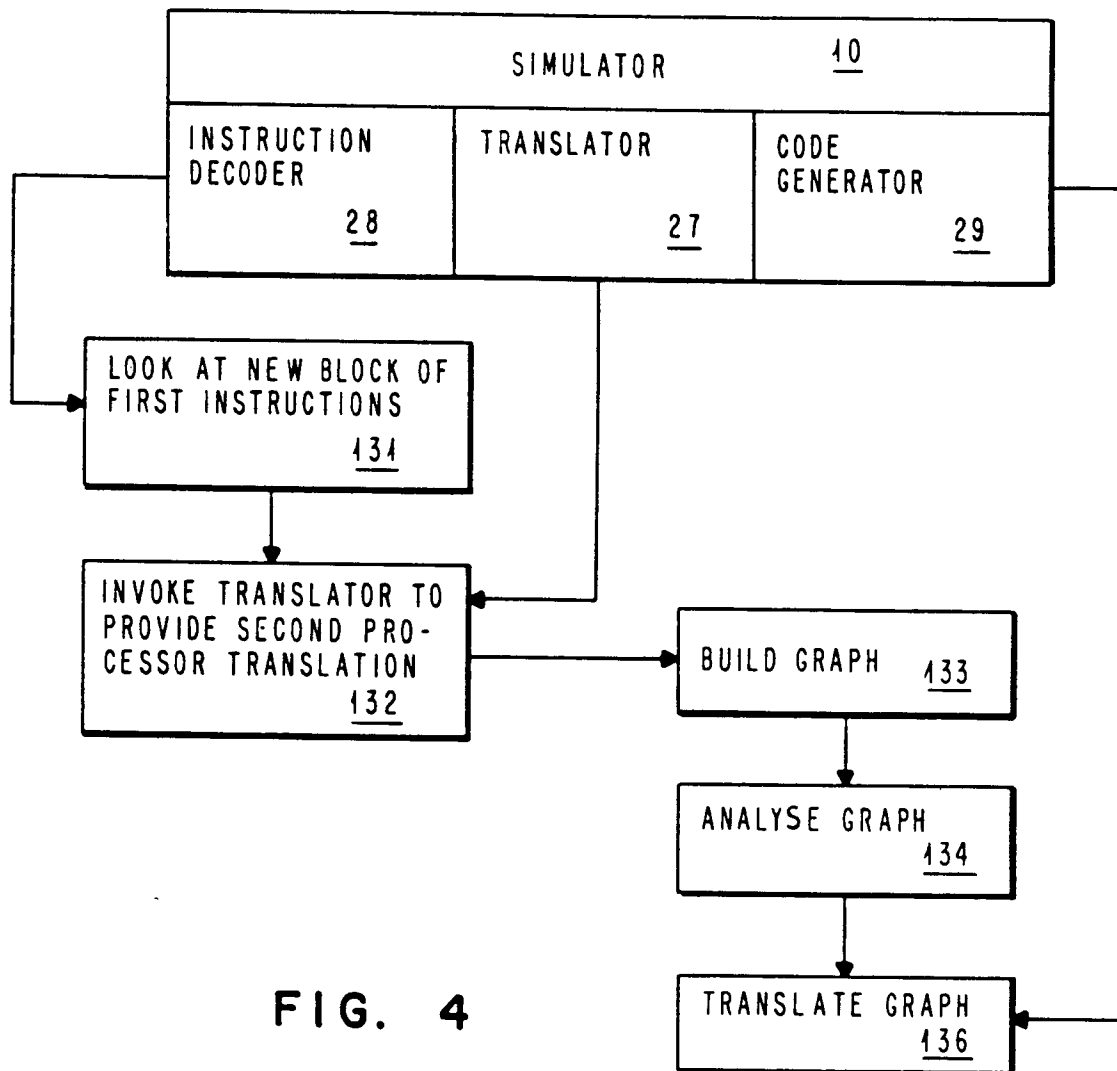 SIMULATOR 10
INSTRUCTION
DECODER
28
TRANSLATOR
27
CODE
GENERATOR
29
LOOK AT NEW BLOCK OF
FIRST INSTRUCTIONS
131
INVOKE TRANSLATOR TO
PROVIDE SECOND PRO-
CESSOR TRANSLATION
132
BUILD GRAPH 133
ANALYSE GRAPH
134
TRANSLATE GRAPH
136
FIG. 4